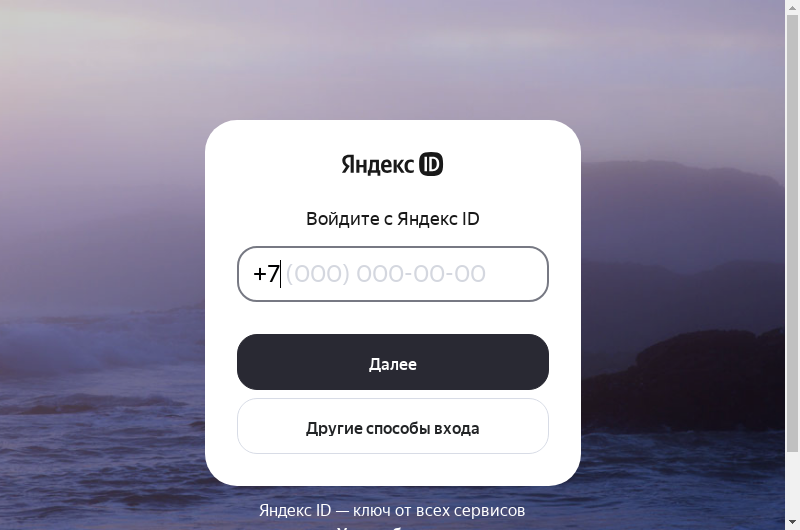 Яндекс ID
Войдите с Яндекс ID
+7 (000) 000-00-00
Далее
Другие способы входа
Яндекс ID — ключ от всех сервисов